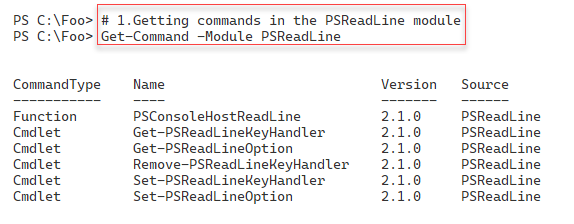 PS C:\Foo> # 1.Getting commands in the PSReadLine module
PS C:\Foo> Get-Command -Module PSReadLine
CommandType     Name                           Version   Source
-----------     ----                           -------   ------
Function        PSConsoleHostReadLine          2.1.0     PSReadLine
Cmdlet          Get-PSReadLineKeyHandler       2.1.0     PSReadLine
Cmdlet          Get-PSReadLineOption           2.1.0     PSReadLine
Cmdlet          Remove-PSReadLineKeyHandler    2.1.0     PSReadLine
Cmdlet          Set-PSReadLineKeyHandler       2.1.0     PSReadLine
Cmdlet          Set-PSReadLineOption           2.1.0     PSReadLine